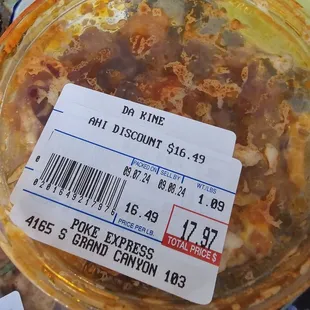 DA KINE
AHI DISCOUNT $16.49
PACKED ON SELL BY WT/LBS
09/07/24 09/08/24 1.09
16.49 17.97
PRICE PER LB. TOTAL PRICE $
POKE EXPRESS
4165 S GRAND CANYON 103